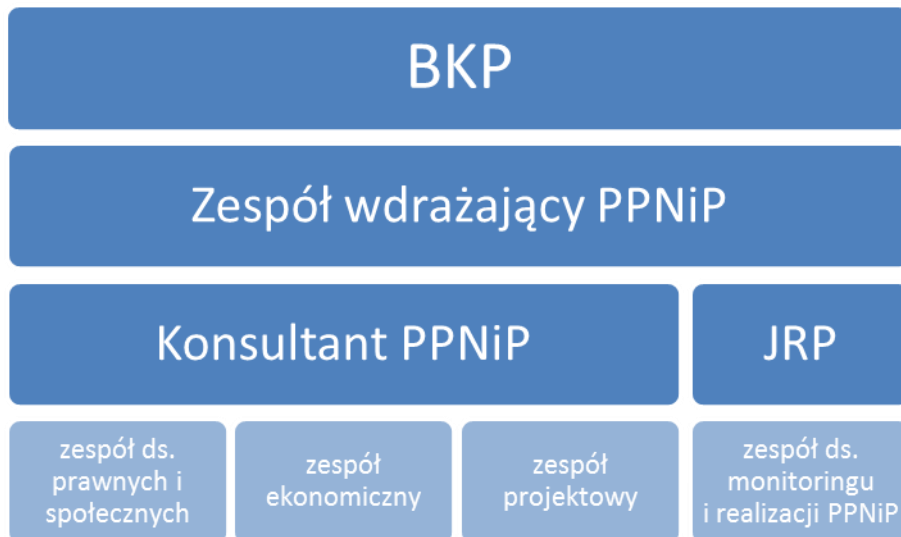 BKP
Zespół wdrażający PPNiP
Konsultant PPNiP
JRP
zespół ds.
prawnych i
społecznych
zespół
ekonomiczny
zespół
projektowy
zespół ds.
monitoringu
i realizacji PPNiP